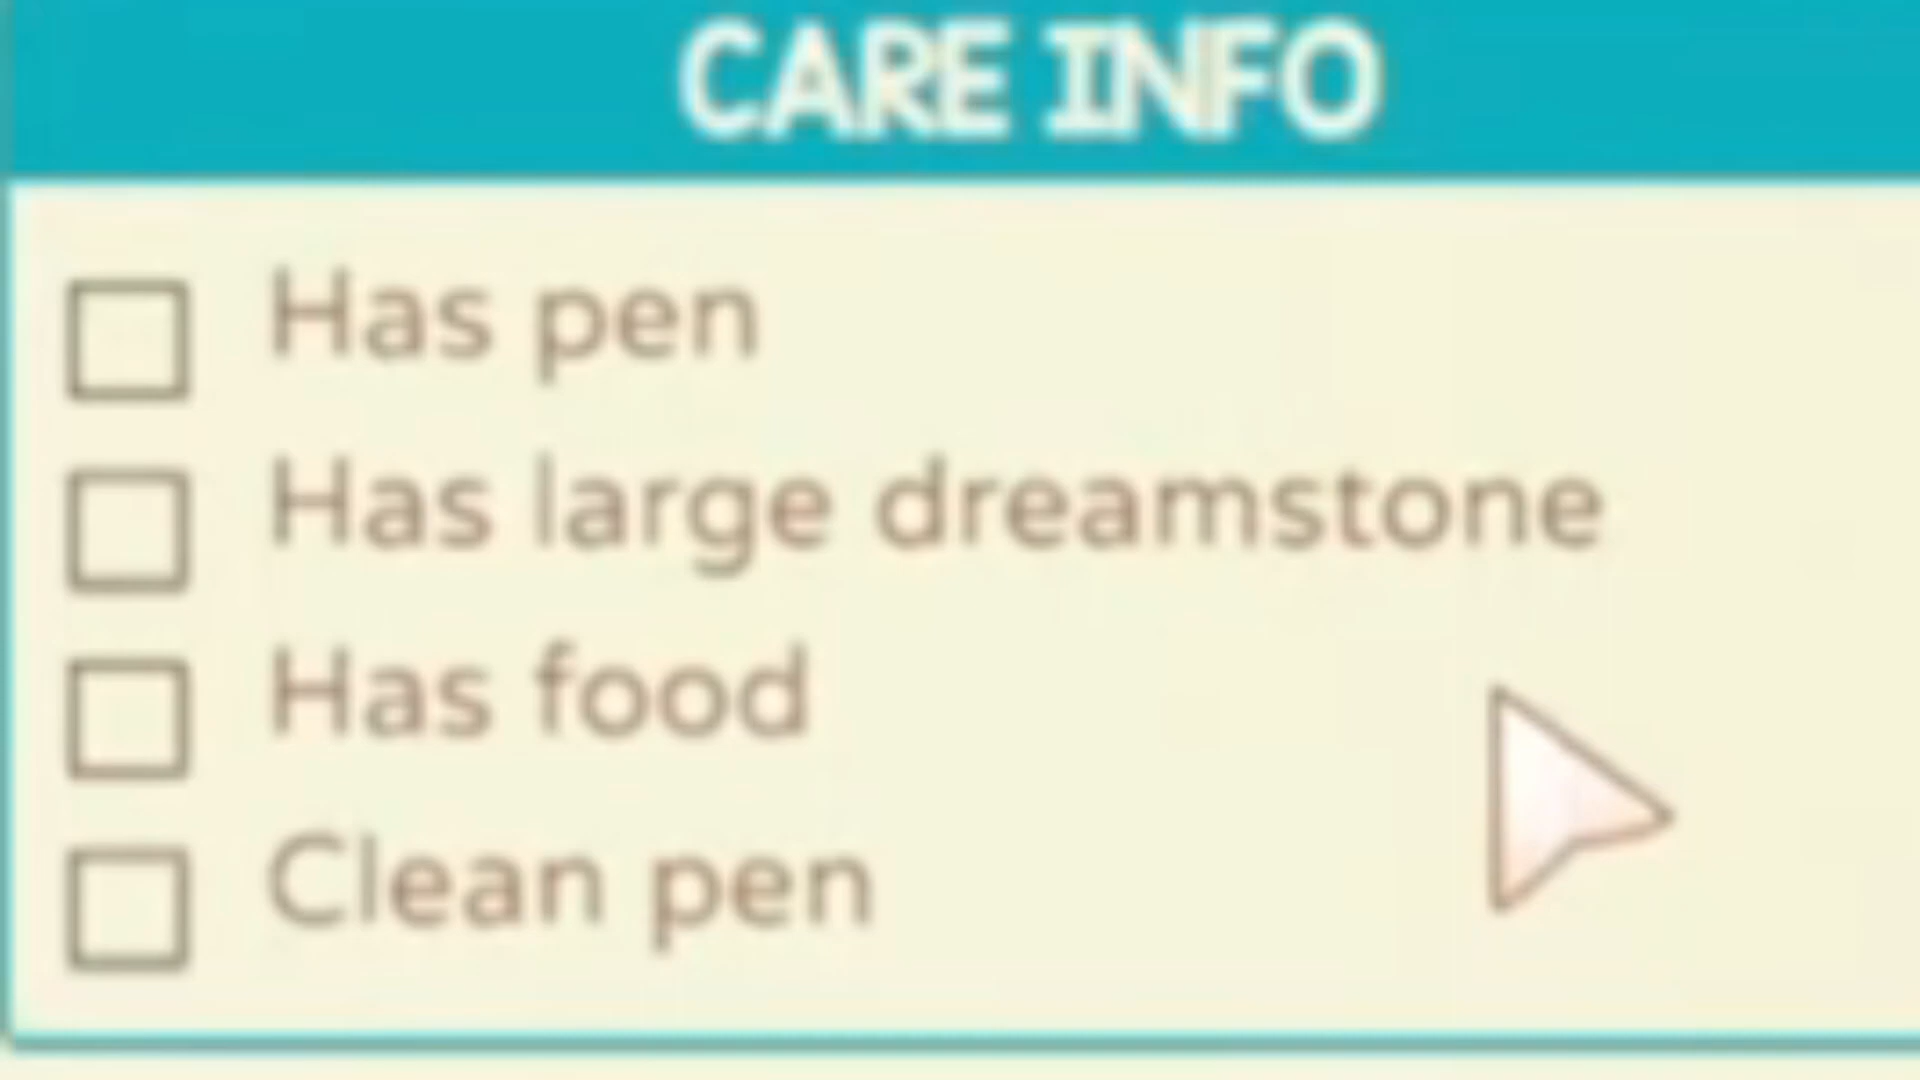 CARE INFO
Has pen
Has large dreamstone
Has food
Clean pen